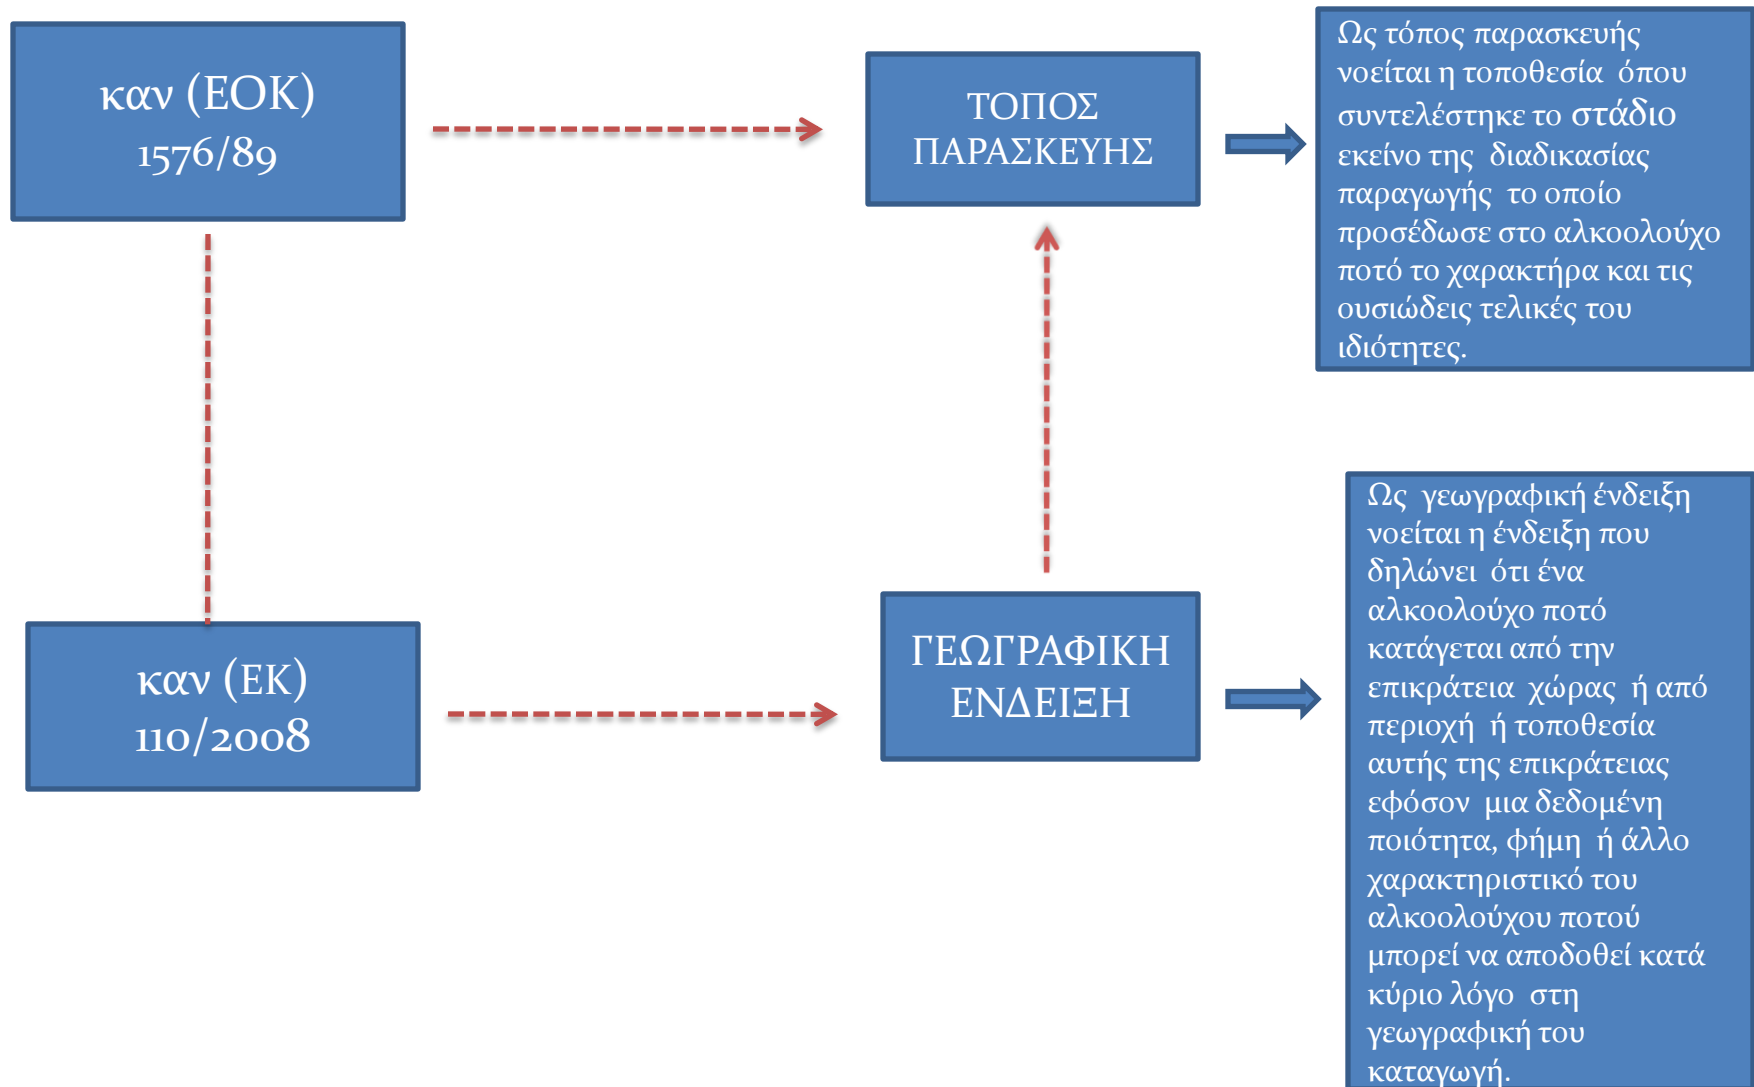 καν (ΕΟΚ)
1576/89
ΤΟΠΟΣ
ΠΑΡΑΣΚΕΥΗΣ
Ως τόπος παρασκευής
νοείται η τοποθεσία όπου
συντελέστηκε το στάδιο
εκείνο της διαδικασίας
παραγωγής το οποίο
προσέδωσε στο αλκοολούχο
ποτό το χαρακτήρα και τις
ουσιώδεις τελικές του
ιδιότητες.
καν (ΕΚ)
110/2008
ΓΕΩΓΡΑΦΙΚΗ
ΕΝΔΕΙΞΗ
Ως γεωγραφική ένδειξη
νοείται η ένδειξη που
δηλώνει ότι ένα
αλκοολούχο ποτό
κατάγεται από την
επικράτεια χώρας ή από
περιοχή ή τοποθεσία
αυτής της επικράτειας
εφόσον μια δεδομένη
ποιότητα, φήμη ή άλλο
χαρακτηριστικό του
αλκοολούχου ποτού
μπορεί να αποδοθεί κατά
κύριο λόγο στη
γεωγραφική του
καταγωγή.